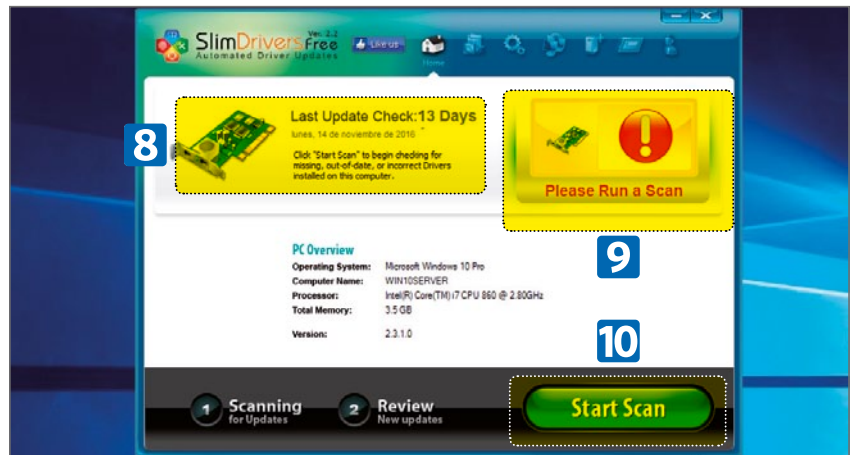 SlimDrivers Free Ver. 2.2
Automated Driver Updates
Like us
Home
8
Last Update Check:13 Days
lunes, 14 de noviembre de 2016
Click "Start Scan" to begin checking for
missing, out-of-date, or incorrect Drivers
installed on this computer.
Please Run a Scan
9
PC Overview
Operating System: Microsoft Windows 10 Pro
Computer Name: WIN10SERVER
Processor: Intel(R) Core(TM) i7 CPU 860 @ 2.80GHz
Total Memory: 3.5 GB
Version: 2.3.1.0
10
1 Scanning
for Updates
2 Review
New updates
Start Scan